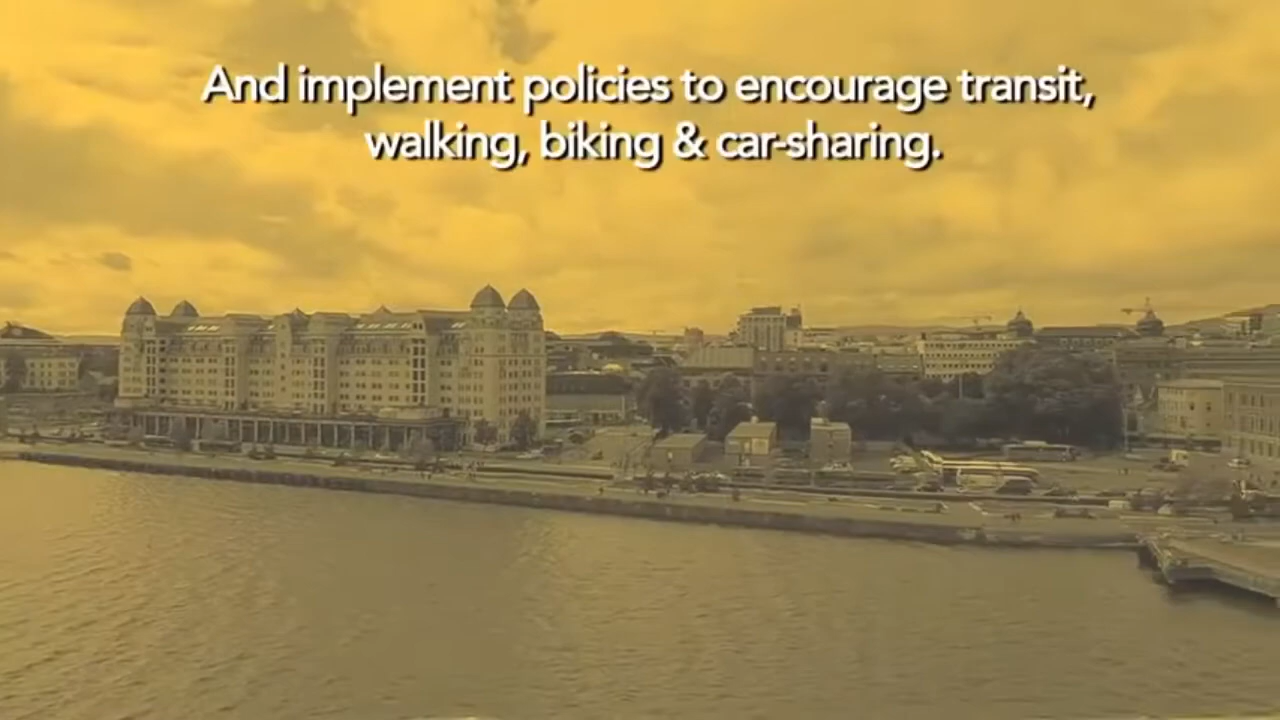 And implement policies to encourage transit,
walking, biking & car-sharing.